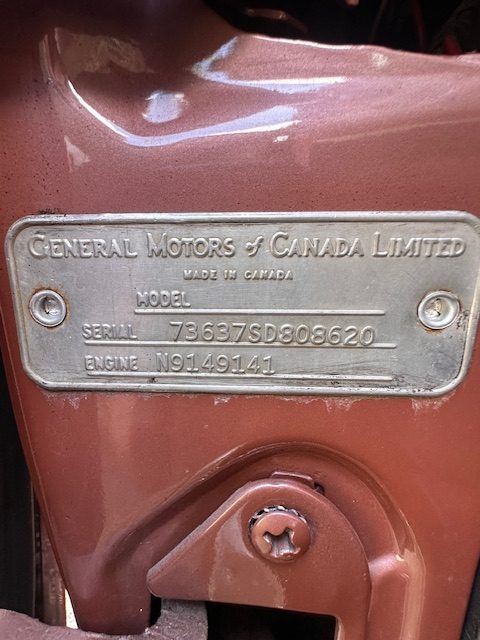 GENERAL MOTORS of CANADA LIMITED
MADE IN CANADA
MODEL
SERIAL 73637SD808620
ENGINE N9149141